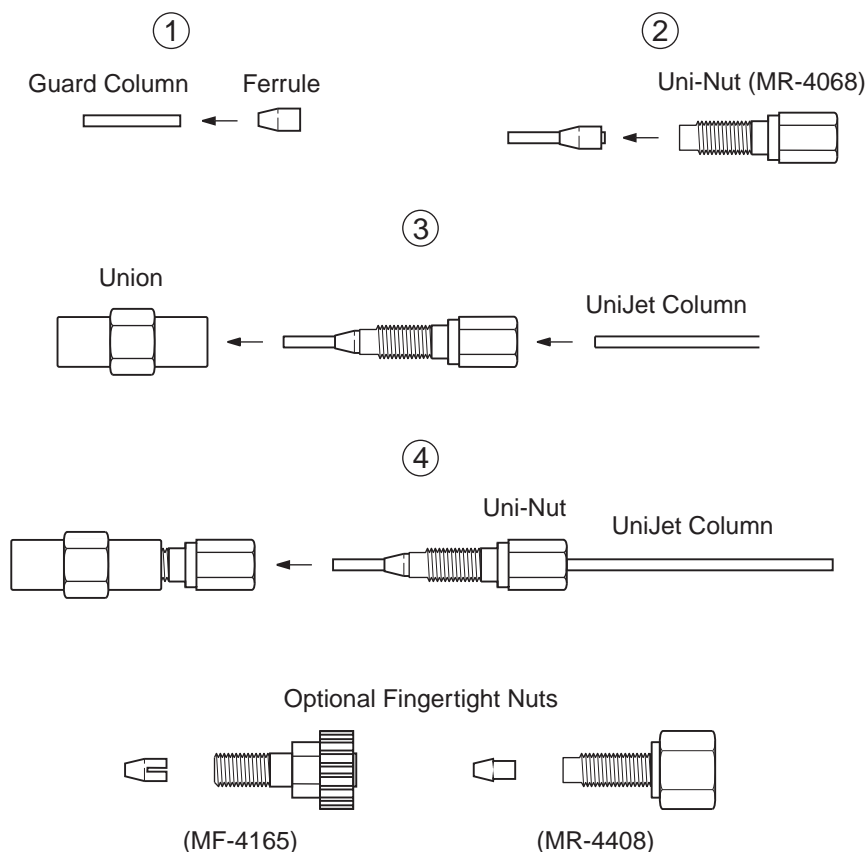 1
2
Guard Column
Ferrule
Uni-Nut (MR-4068)
3
Union
UniJet Column
4
Uni-Nut
UniJet Column
Optional Fingertight Nuts
(MF-4165)
(MR-4408)